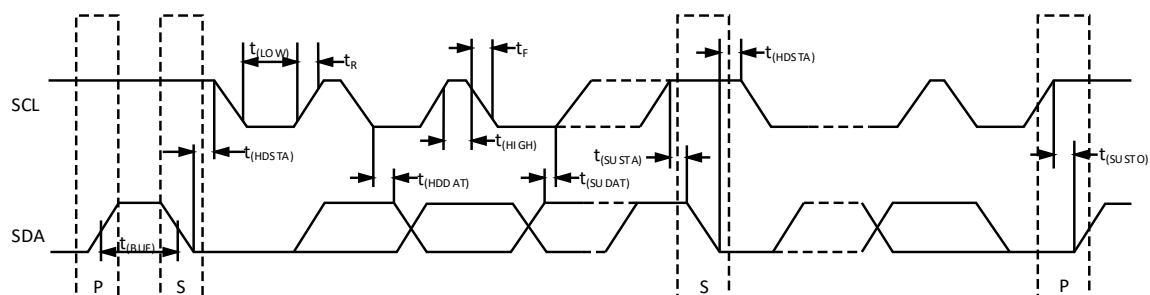 t(LOW)
tR
tF
t(HDSTA)
SCL
t(HDSTA)
t(HIGH)
t(SUSTA)
t(SUSTO)
t(HDDAT)
t(SUDAT)
SDA
t(BUF)
P
S
S
P